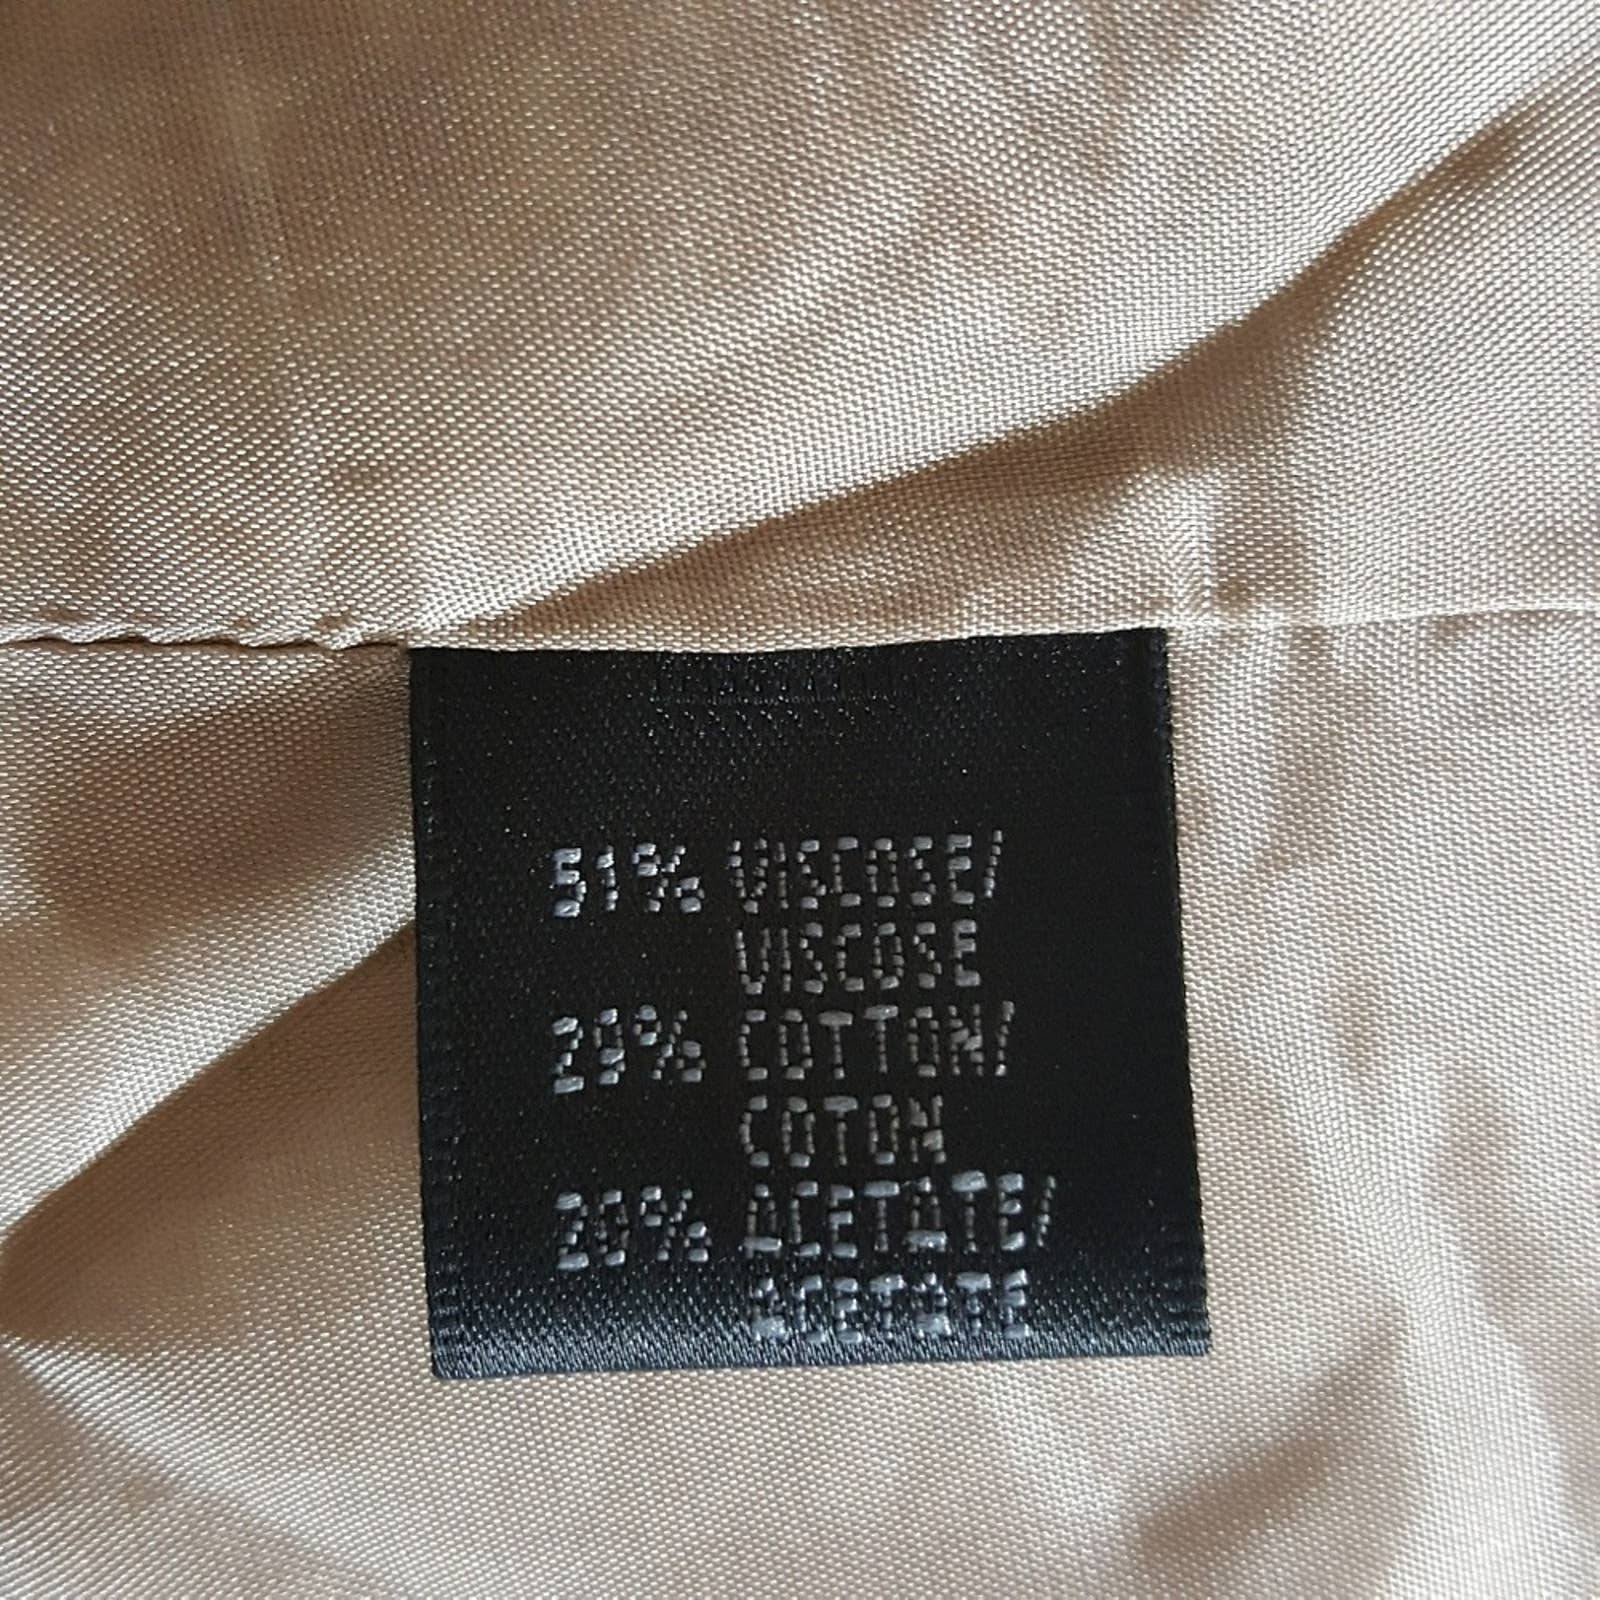 51% VISCOSE/
VISCOSE
29% COTTON/
COTON
20% ACETATE/
ACETATE